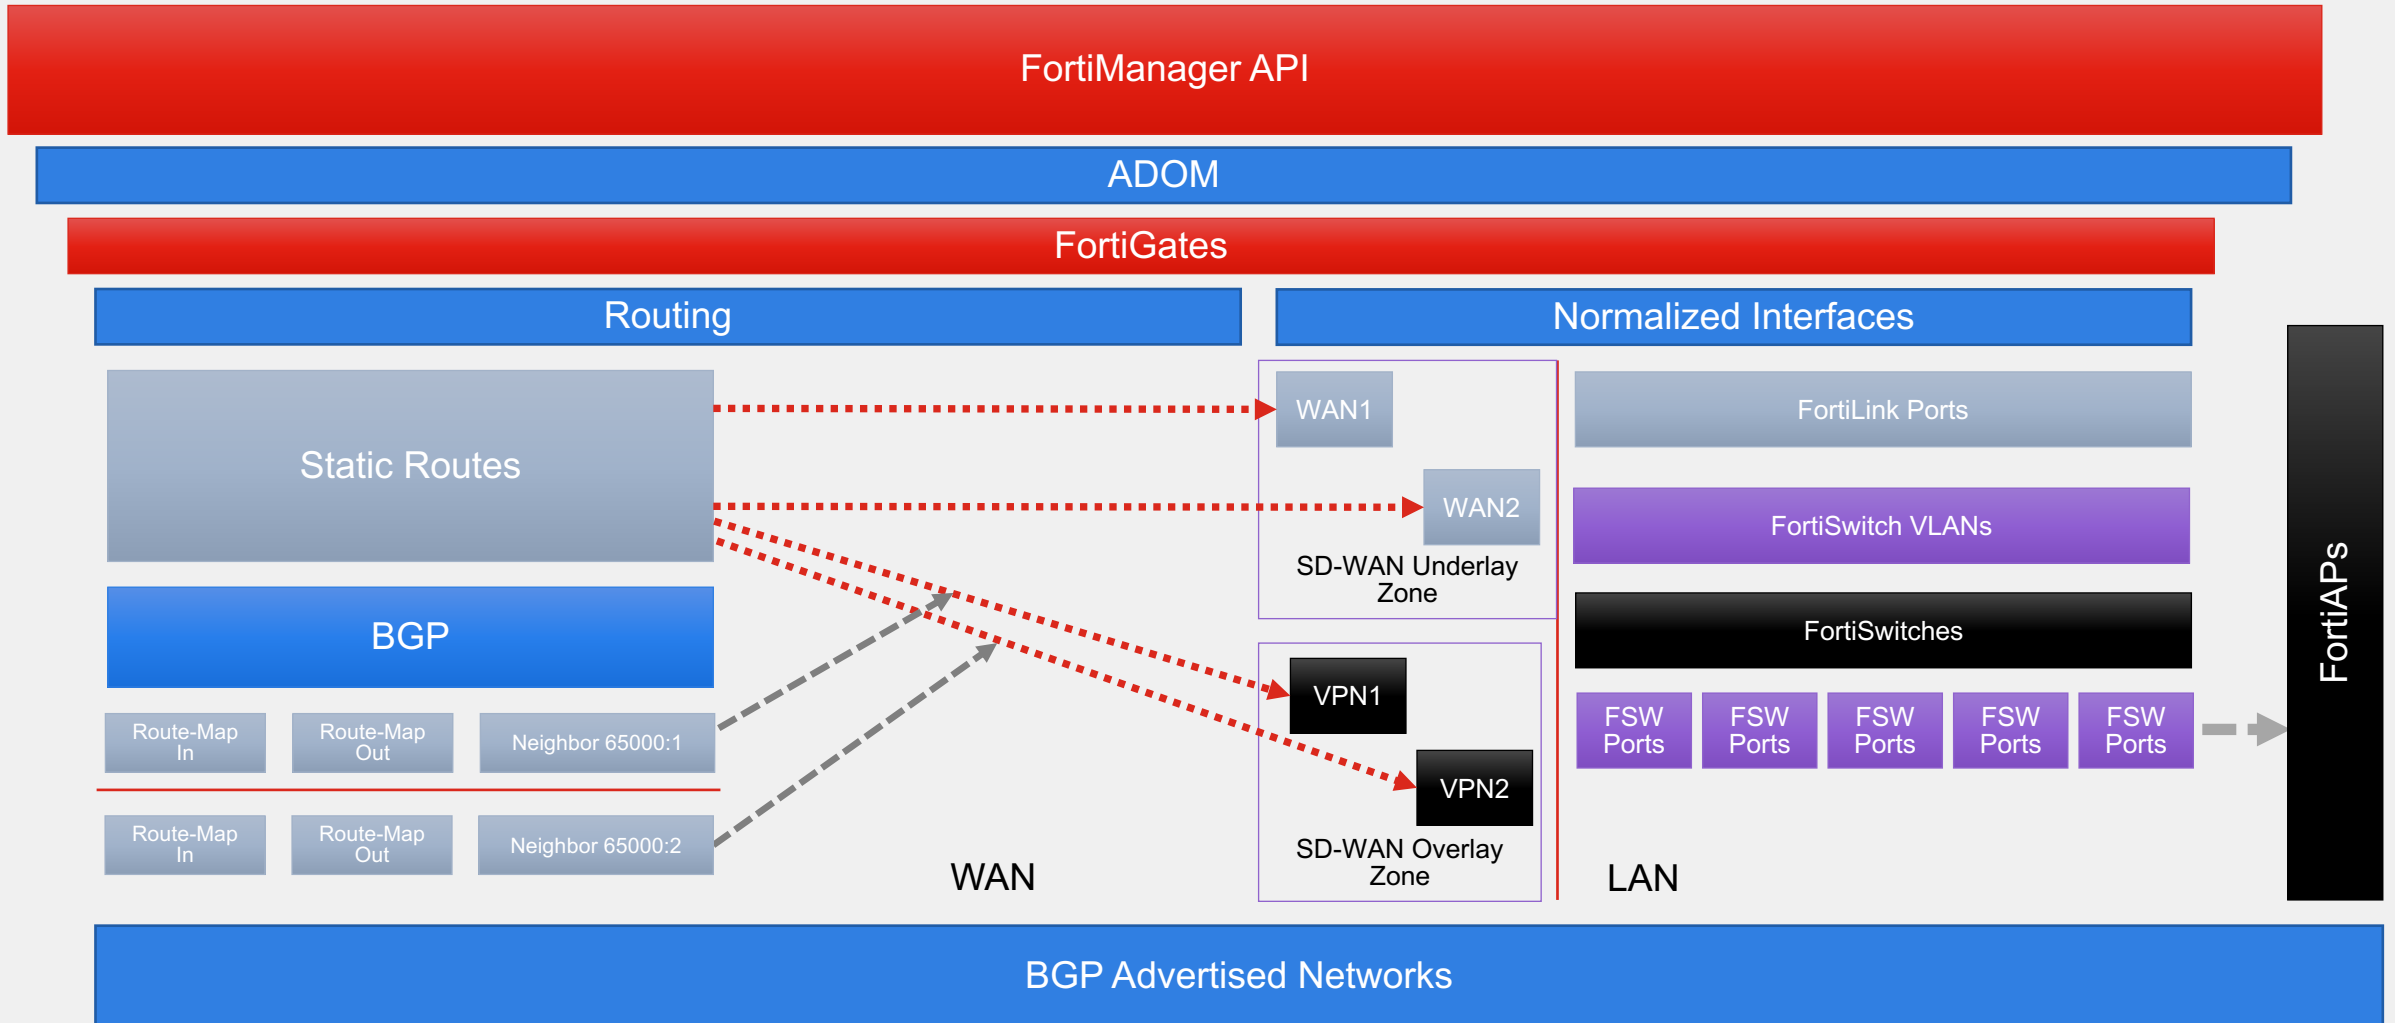 FortiManager API
ADOM
FortiGates
Routing
Normalized Interfaces
Static Routes
WAN1
WAN2
SD-WAN Underlay
Zone
FortiLink Ports
FortiSwitch VLANs
FortiSwitches
FortiAPs
BGP
Route-Map
In
Route-Map
Out
Neighbor 65000:1
Route-Map
In
Route-Map
Out
Neighbor 65000:2
WAN
VPN1
VPN2
SD-WAN Overlay
Zone
FSW
Ports
FSW
Ports
FSW
Ports
FSW
Ports
FSW
Ports
LAN
BGP Advertised Networks